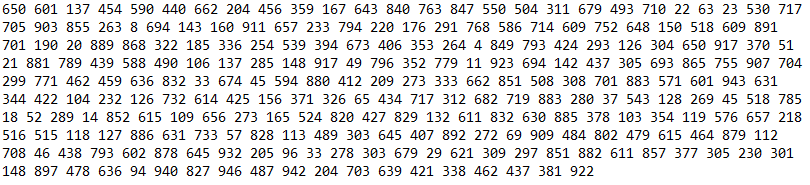 650 601 137 454 590 440 662 204 456 359 167 643 840 763 847 550 504 311 679 493 710 22 63 23 530 717
705 903 855 263 8 694 143 160 911 657 233 794 220 176 291 768 586 714 609 752 648 150 518 609 891
701 190 20 889 868 322 185 336 254 539 394 673 406 353 264 4 849 793 424 293 126 304 650 917 370 51
21 881 789 439 588 490 106 137 285 148 917 49 796 352 779 11 923 694 142 437 305 693 865 755 907 704
299 771 462 459 636 832 33 674 45 594 880 412 209 273 333 662 851 508 308 701 883 571 601 943 631
344 422 104 232 126 732 614 425 156 371 326 65 434 717 312 682 719 883 280 37 543 128 269 45 518 785
18 52 289 14 852 615 109 656 273 165 524 820 427 829 132 611 832 630 885 378 103 354 119 576 657 218
516 515 118 127 886 631 733 57 828 113 489 303 645 407 892 272 69 909 484 802 479 615 464 879 112
708 46 438 793 602 878 645 932 205 96 33 278 303 679 29 621 309 297 851 882 611 857 377 305 230 301
148 897 478 636 94 940 827 946 487 942 204 703 639 421 338 462 437 381 922